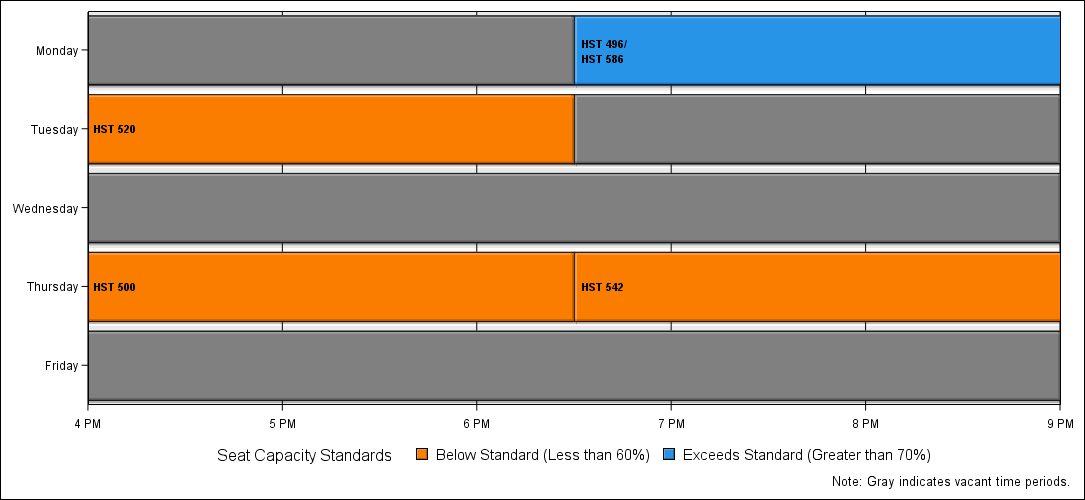 Monday
HST 496/
HST 586
Tuesday
HST 520
Wednesday
Thursday
HST 500
HST 542
Friday
4 PM
5 PM
6 PM
7 PM
8 PM
9 PM
Seat Capacity Standards
Below Standard (Less than 60%)
Exceeds Standard (Greater than 70%)
Note: Gray indicates vacant time periods.